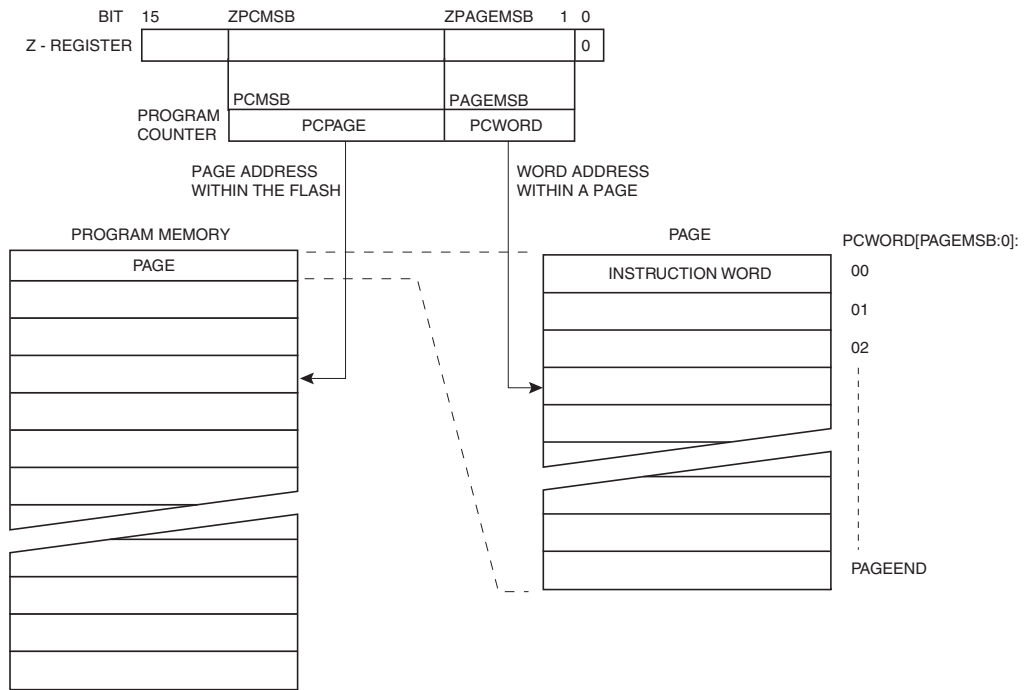 BIT 15 ZPCMSB ZPAGEMSB 1 0
Z - REGISTER 0
PCMSB PAGEMSB
PROGRAM
COUNTER
PCPAGE PCWORD
PAGE ADDRESS
WITHIN THE FLASH
WORD ADDRESS
WITHIN A PAGE
PROGRAM MEMORY
PAGE
PAGE
PCWORD[PAGEMSB:0]:
INSTRUCTION WORD
00
01
02
PAGEEND